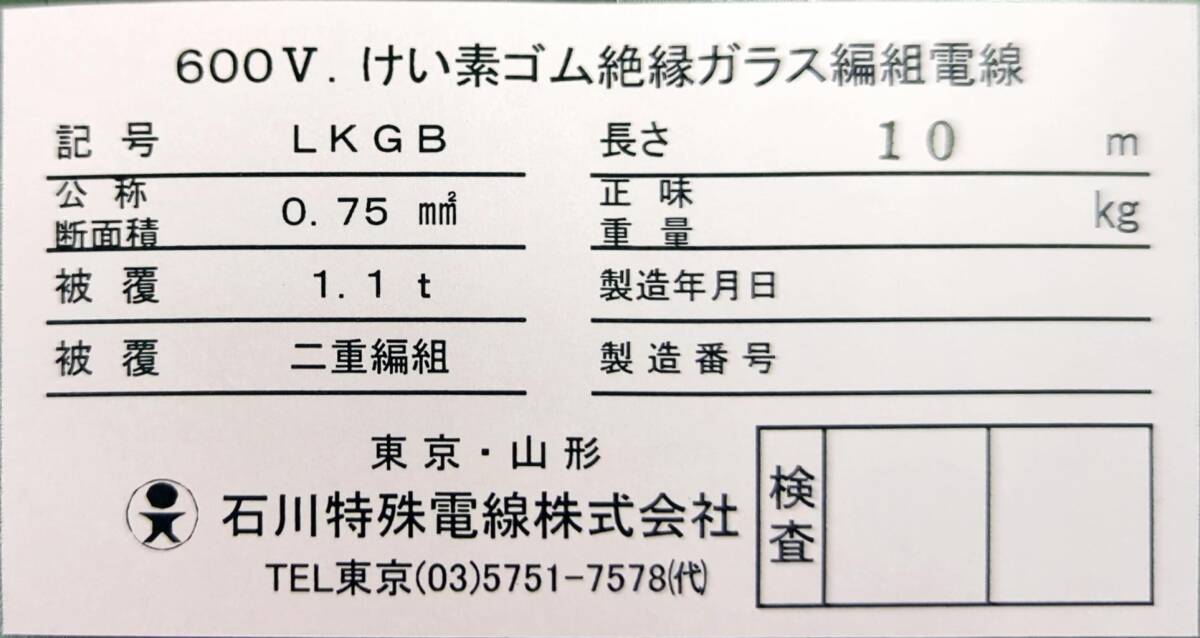 600V. けい素ゴム絶縁ガラス編組電線
記号 LKGB
公称断面積 0.75 ㎟
被覆 1.1 t
被覆 二重編組
長さ 10 m
正味重量 kg
製造年月日
製造番号
東京・山形
石川特殊電線株式会社
TEL東京(03)5751-7578㈹
検査